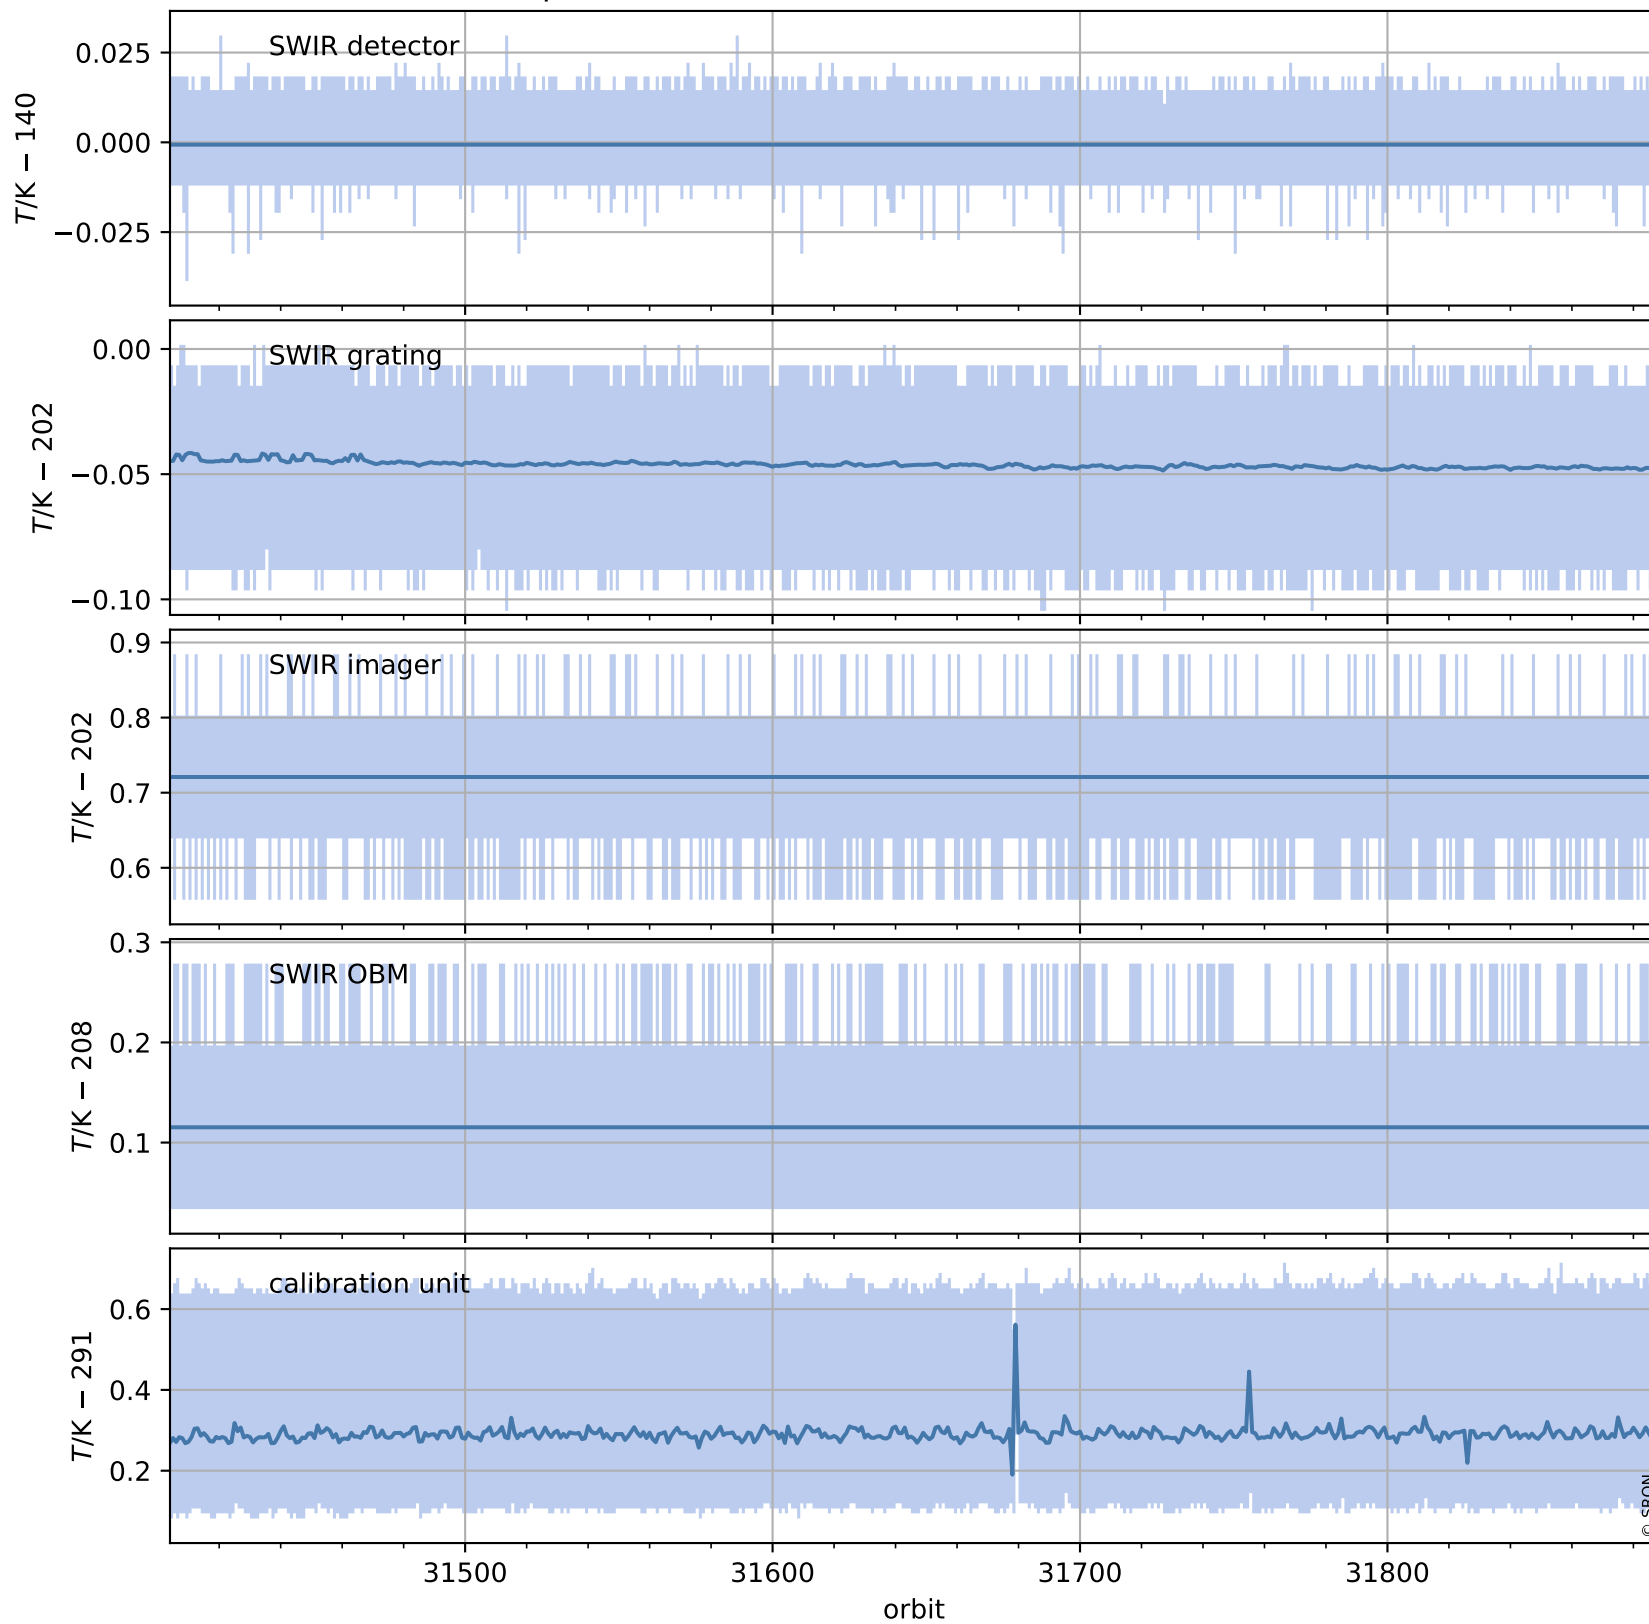 SWIR detector
T/K − 140
0.025
0.000
−0.025
SWIR grating
T/K − 202
0.00
−0.05
−0.10
SWIR imager
T/K − 202
0.9
0.8
0.7
0.6
SWIR OBM
T/K − 208
0.3
0.2
0.1
calibration unit
T/K − 291
0.6
0.4
0.2
31500 31600 31700 31800
orbit
© SRON